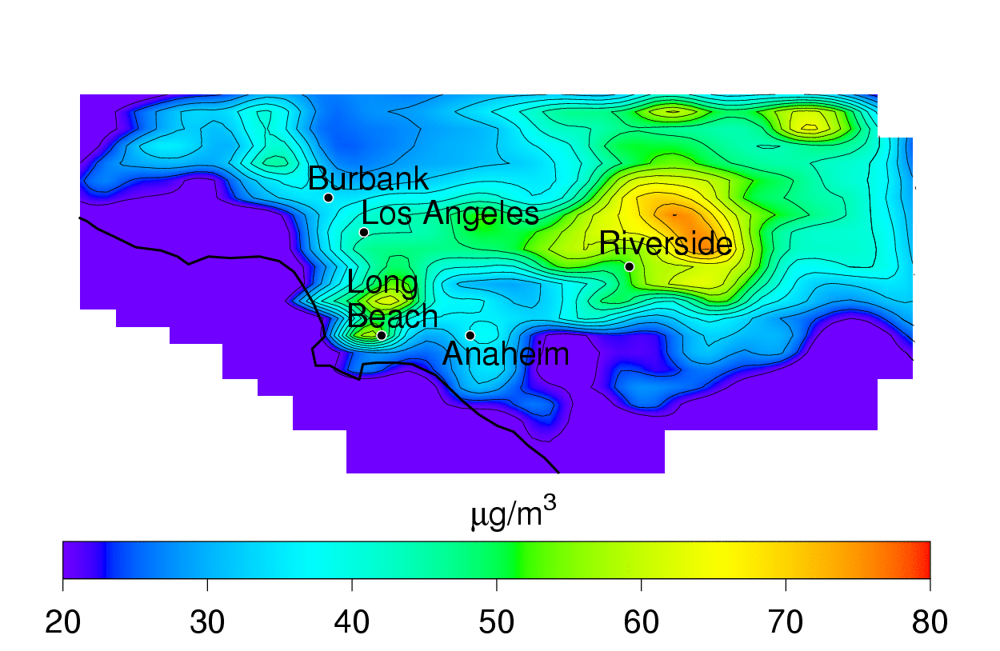 Burbank
Los Angeles
Riverside
Long
Beach
Anaheim
μg/m³
20 30 40 50 60 70 80